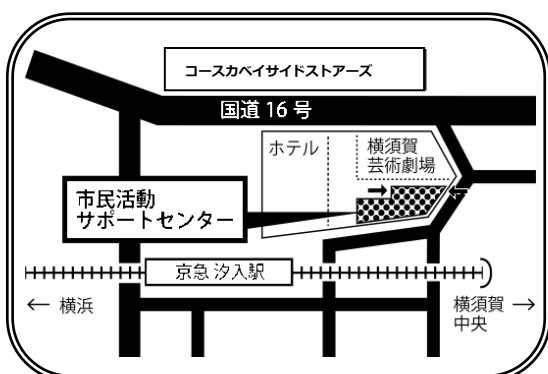 コースカベイサイドストアーズ
国道 16 号
ホテル
横須賀
芸術劇場
市民活動
サポートセンター
京急 汐入駅
← 横浜
横須賀 →
中央